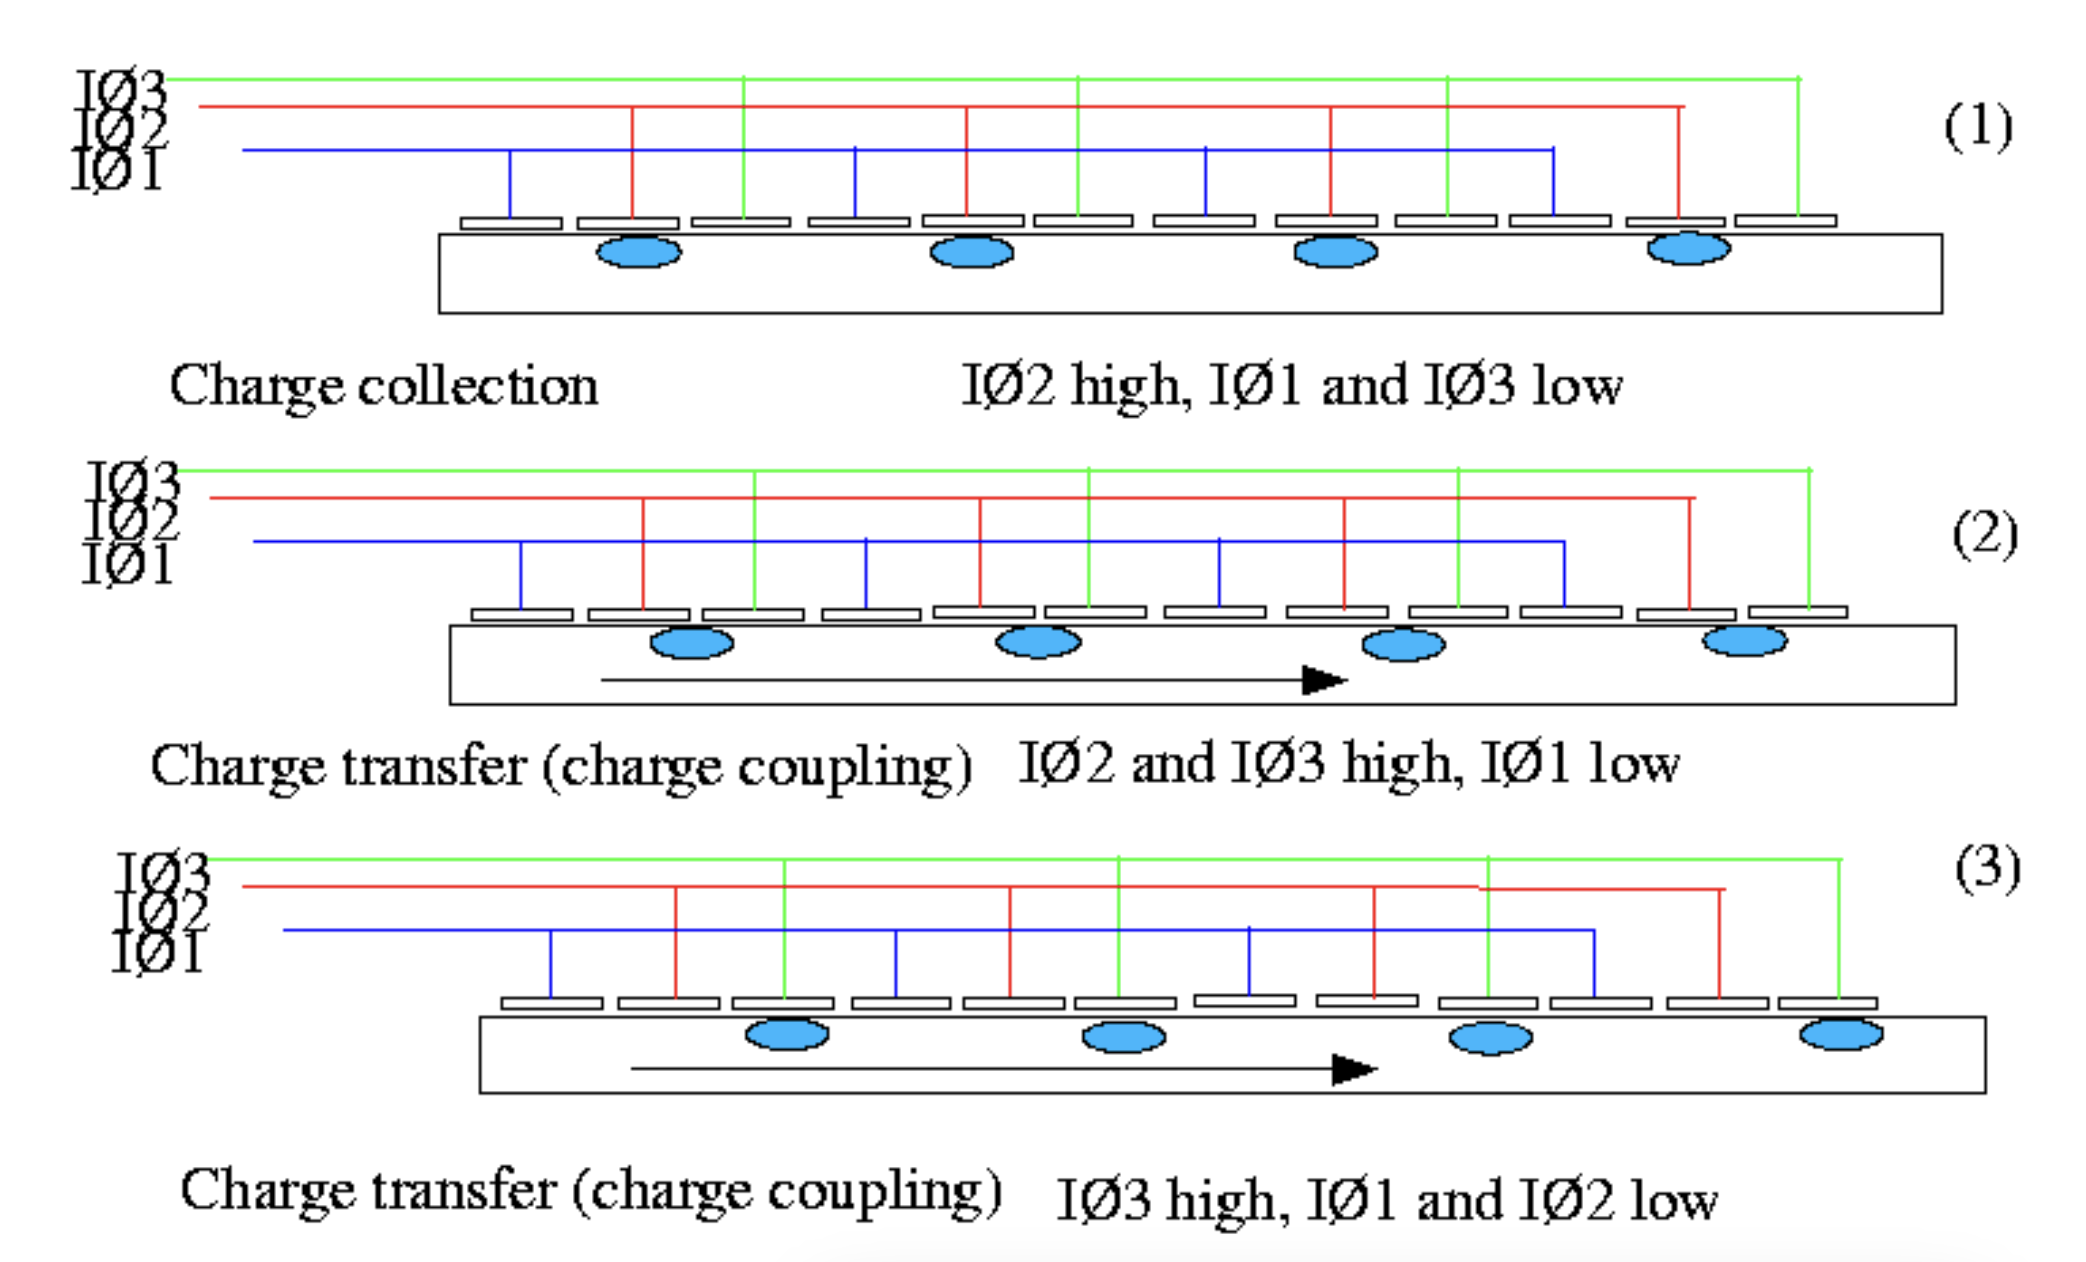 IØ3
IØ2
IØ1
(1)
Charge collection IØ2 high, IØ1 and IØ3 low
IØ3
IØ2
IØ1
(2)
Charge transfer (charge coupling) IØ2 and IØ3 high, IØ1 low
IØ3
IØ2
IØ1
(3)
Charge transfer (charge coupling) IØ3 high, IØ1 and IØ2 low